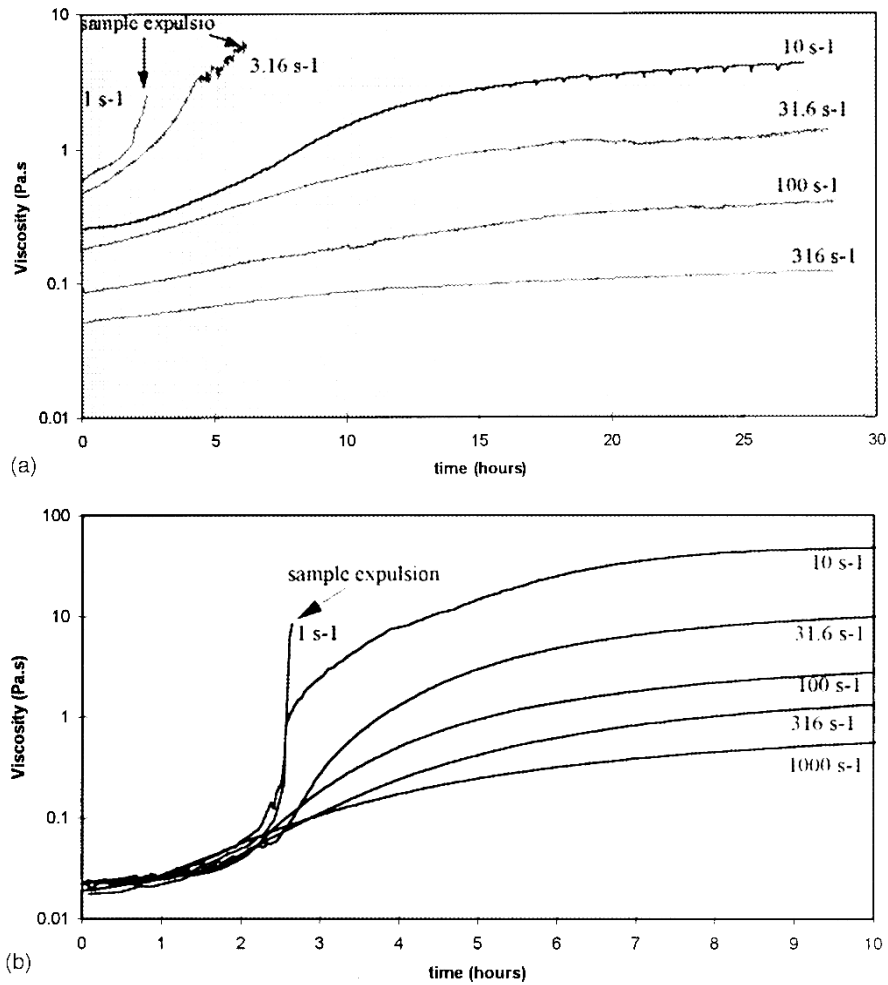 sample expulsio
10
3.16 s-1
10 s-1
1 s-1
31.6 s-1
1
100 s-1
316 s-1
0.1
0.01
Viscosity (Pa.s
0 5 10 15 20 25 30
time (hours)
(a)
100
sample expulsion
10 s-1
10
1 s-1
31.6 s-1
100 s-1
1
316 s-1
1000 s-1
0.1
0.01
Viscosity (Pa.s)
0 1 2 3 4 5 6 7 8 9 10
time (hours)
(b)